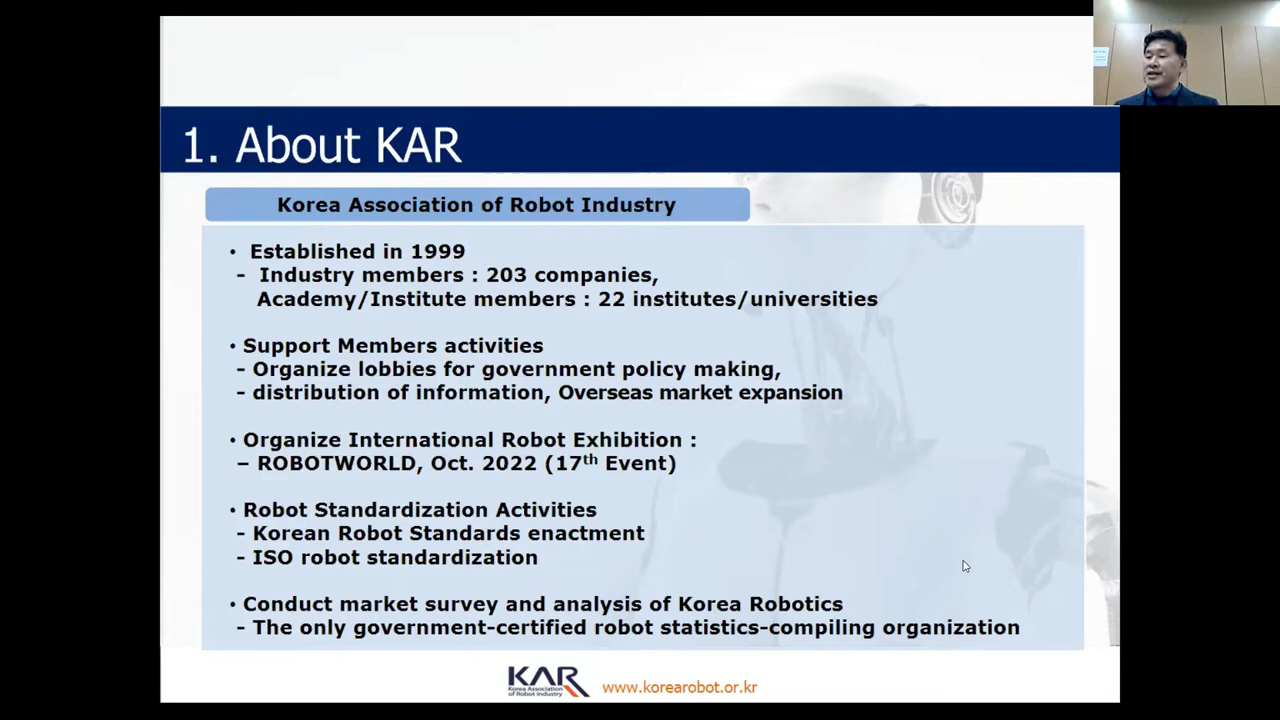 1. About KAR
Korea Association of Robot Industry
• Established in 1999
- Industry members : 203 companies,
Academy/Institute members : 22 institutes/universities
• Support Members activities
- Organize lobbies for government policy making,
- distribution of information, Overseas market expansion
• Organize International Robot Exhibition :
– ROBOTWORLD, Oct. 2022 (17th Event)
• Robot Standardization Activities
- Korean Robot Standards enactment
- ISO robot standardization
• Conduct market survey and analysis of Korea Robotics
- The only government-certified robot statistics-compiling organization
KAR
Korea Association
of Robot Industry
www.korearobot.or.kr